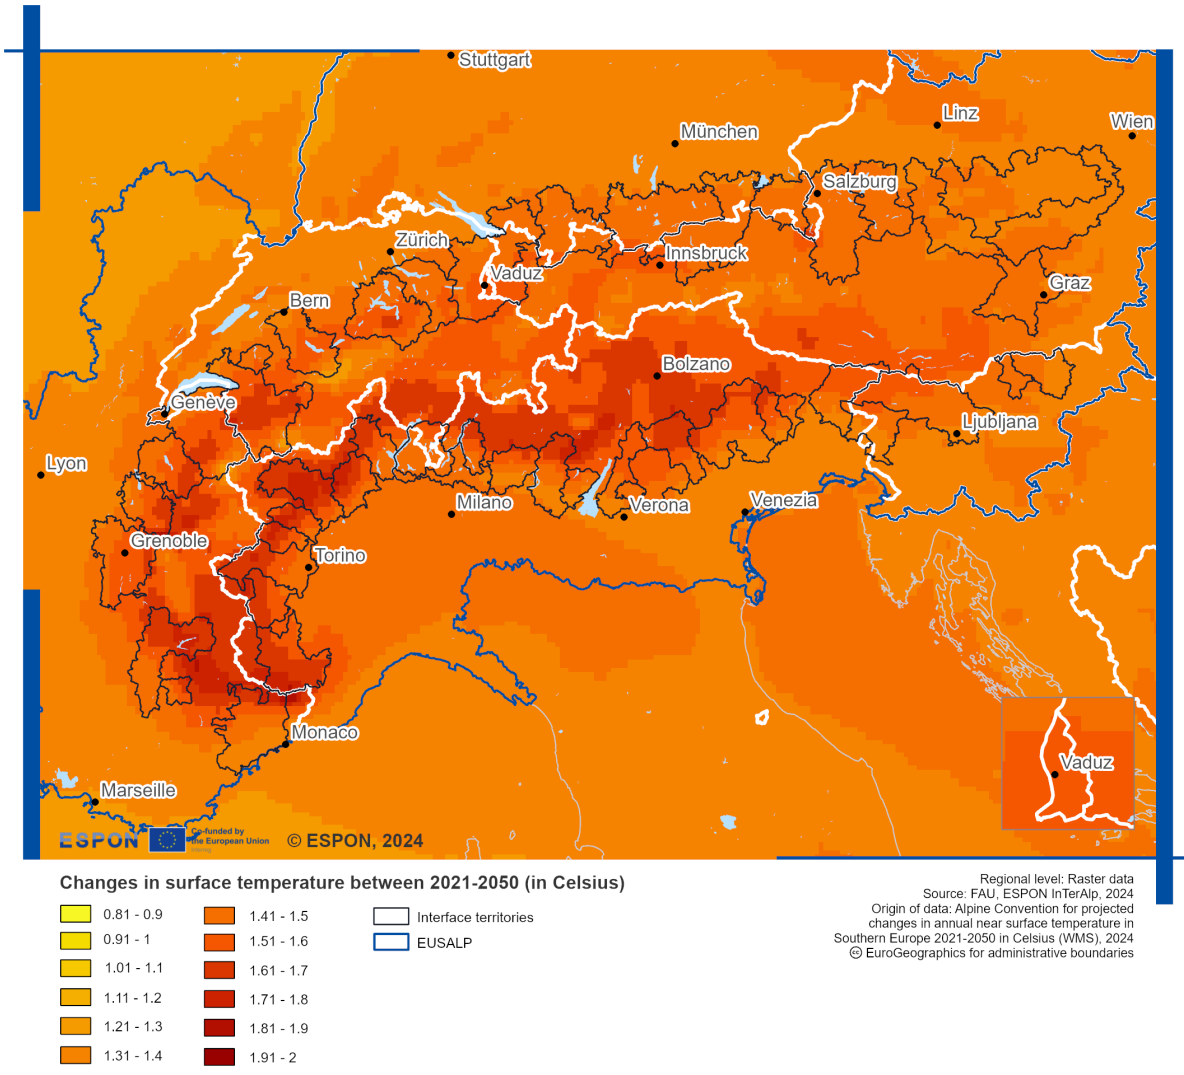 Stuttgart
München
Linz
Wien
Salzburg
Zürich
Innsbruck
Vaduz
Graz
Bern
Bolzano
Genève
Ljubljana
Lyon
Milano
Verona
Venezia
Grenoble
Torino
Monaco
Vaduz
Marseille
ESPON
Co-funded by
the European Union
© ESPON, 2024
Changes in surface temperature between 2021-2050 (in Celsius)
0.81 - 0.9
0.91 - 1
1.01 - 1.1
1.11 - 1.2
1.21 - 1.3
1.31 - 1.4
1.41 - 1.5
1.51 - 1.6
1.61 - 1.7
1.71 - 1.8
1.81 - 1.9
1.91 - 2
Interface territories
EUSALP
Regional level: Raster data
Source: FAU, ESPON InTerAlp, 2024
Origin of data: Alpine Convention for projected
changes in annual near surface temperature in
Southern Europe 2021-2050 in Celsius (WMS), 2024
EuroGeographics for administrative boundaries